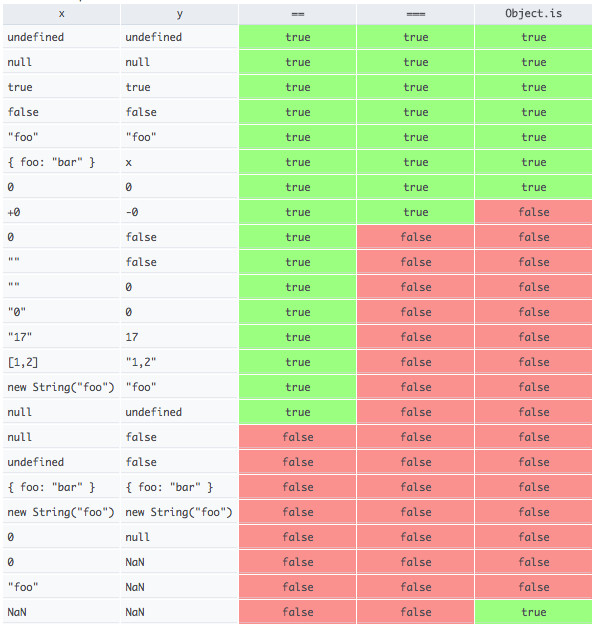 x y == === Object.is
undefined undefined true true true
null null true true true
true true true true true
false false true true true
"foo" "foo" true true true
{ foo: "bar" } x true true true
0 0 true true true
+0 -0 true true false
0 false true false false
"" false true false false
"" 0 true false false
"0" 0 true false false
"17" 17 true false false
[1,2] "1,2" true false false
new String("foo") "foo" true false false
null undefined true false false
null false false false false
undefined false false false false
{ foo: "bar" } { foo: "bar" } false false false
new String("foo") new String("foo") false false false
0 null false false false
0 NaN false false false
"foo" NaN false false false
NaN NaN false false true